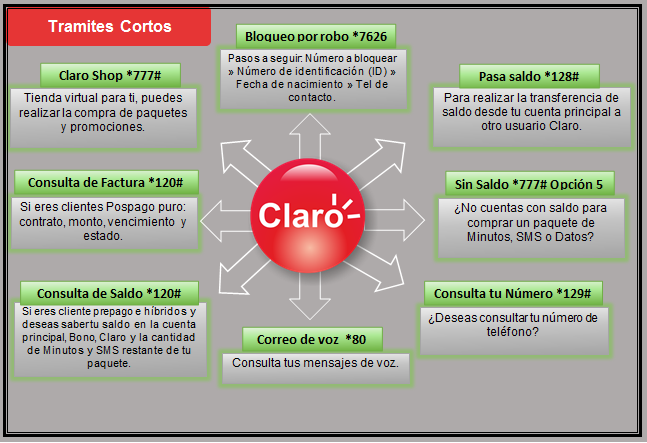 Tramites Cortos
Bloqueo por robo *7626
Pasos a seguir: Número a bloquear
» Número de identificación (ID) »
Fecha de nacimiento » Tel de
contacto.
Claro Shop *777#
Tienda virtual para ti, puedes
realizar la compra de paquetes
y promociones.
Pasa saldo *128#
Para realizar la transferencia de
saldo desde tu cuenta principal a
otro usuario Claro.
Consulta de Factura *120#
Si eres clientes Pospago puro:
contrato, monto, vencimiento y
estado.
Claro
Sin Saldo *777# Opción 5
¿No cuentas con saldo para
comprar un paquete de
Minutos, SMS o Datos?
Consulta de Saldo *120#
Si eres cliente prepago e híbridos y
deseas sabertu saldo en la cuenta
principal, Bono, Claro y la cantidad
de Minutos y SMS restante de tu
paquete.
Correo de voz *80
Consulta tus mensajes de voz.
Consulta tu Número *129#
¿Deseas consultar tu número de
teléfono?